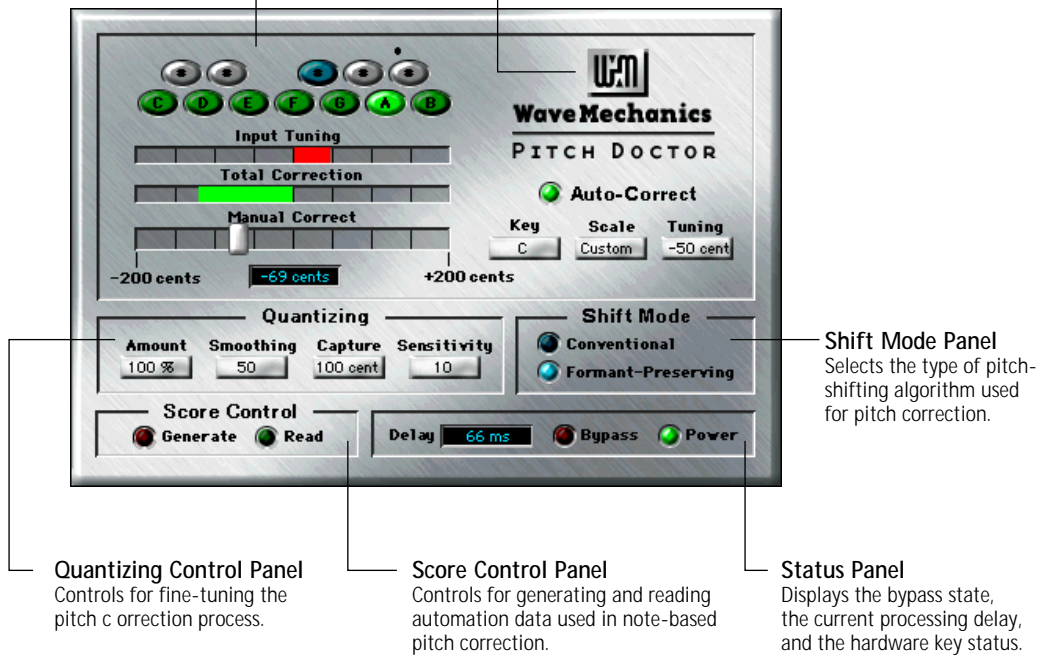 # # # # #
C D E F G A B
Input Tuning
Total Correction
Manual Correct
-200 cents
-69 cents
+200 cents
WM
WaveMechanics
PITCH DOCTOR
Auto-Correct
Key Scale Tuning
C Custom -50 cent
Quantizing
Amount Smoothing Capture Sensitivity
100 % 50 100 cent 10
Shift Mode
Conventional
Formant-Preserving
Score Control
Generate Read
Delay 66 ms Bypass Power
Shift Mode Panel
Selects the type of pitch-
shifting algorithm used
for pitch correction.
Quantizing Control Panel
Controls for fine-tuning the
pitch c orrection process.
Score Control Panel
Controls for generating and reading
automation data used in note-based
pitch correction.
Status Panel
Displays the bypass state,
the current processing delay,
and the hardware key status.